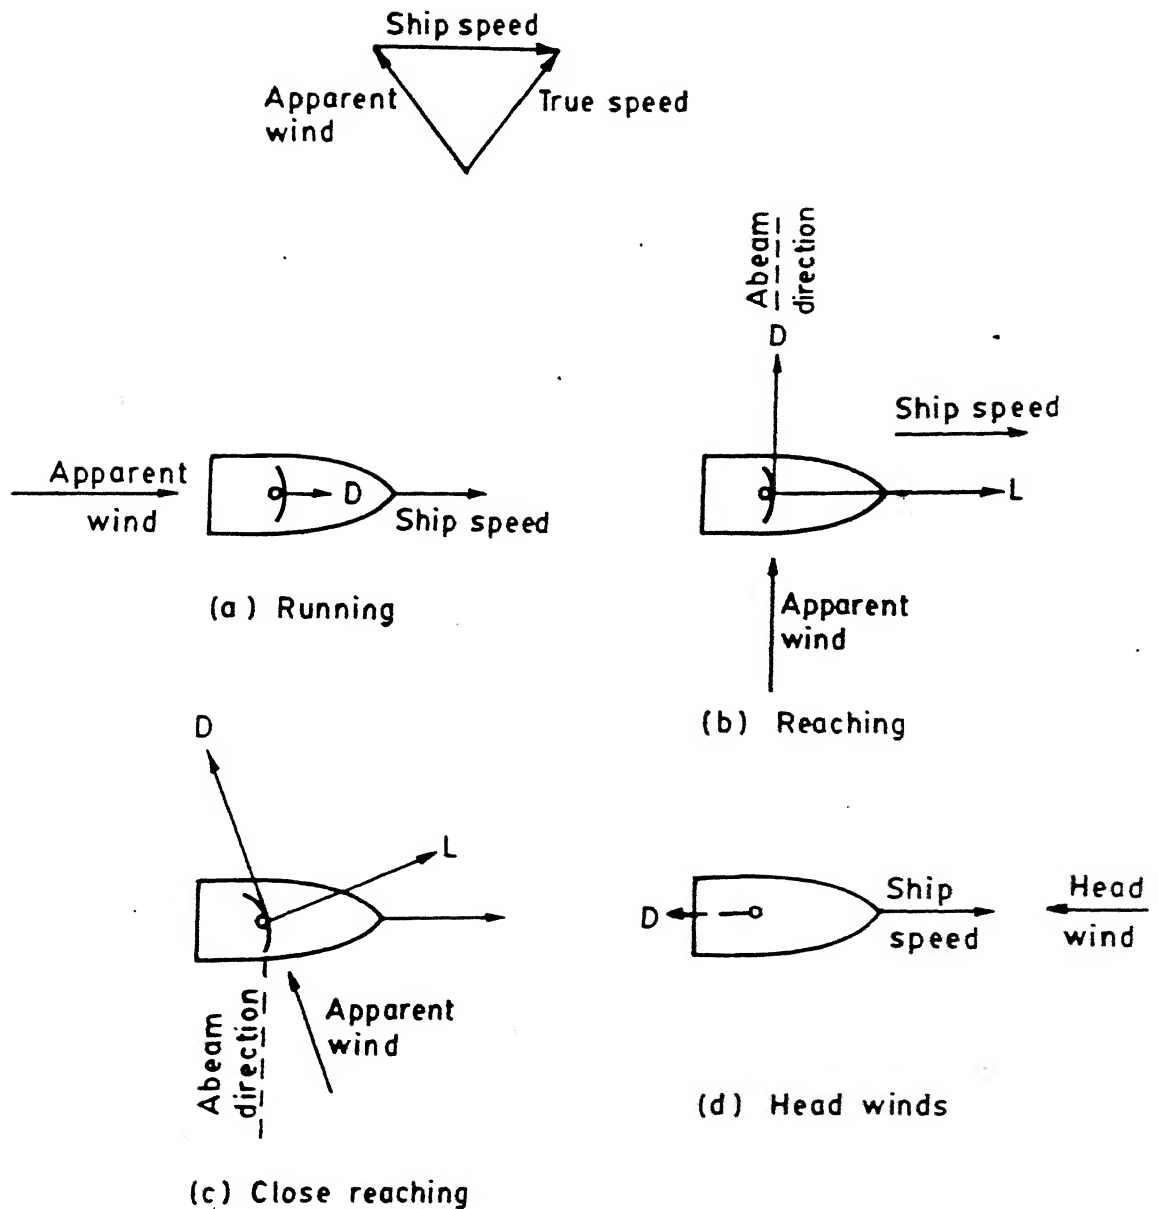 Ship speed
Apparent
wind
True speed
Abeam
direction
D
Ship speed
L
Apparent
wind
(b) Reaching
Apparent
wind
D
Ship speed
(a) Running
D
L
Abeam
direction
Apparent
wind
(c) Close reaching
D
Ship
speed
Head
wind
(d) Head winds